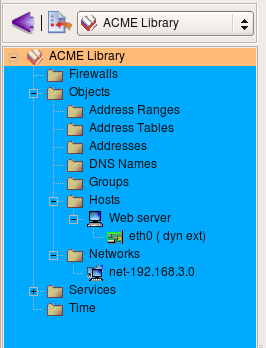 ACME Library
ACME Library
Firewalls
Objects
Address Ranges
Address Tables
Addresses
DNS Names
Groups
Hosts
Web server
eth0 ( dyn ext)
Networks
net-192.168.3.0
Services
Time